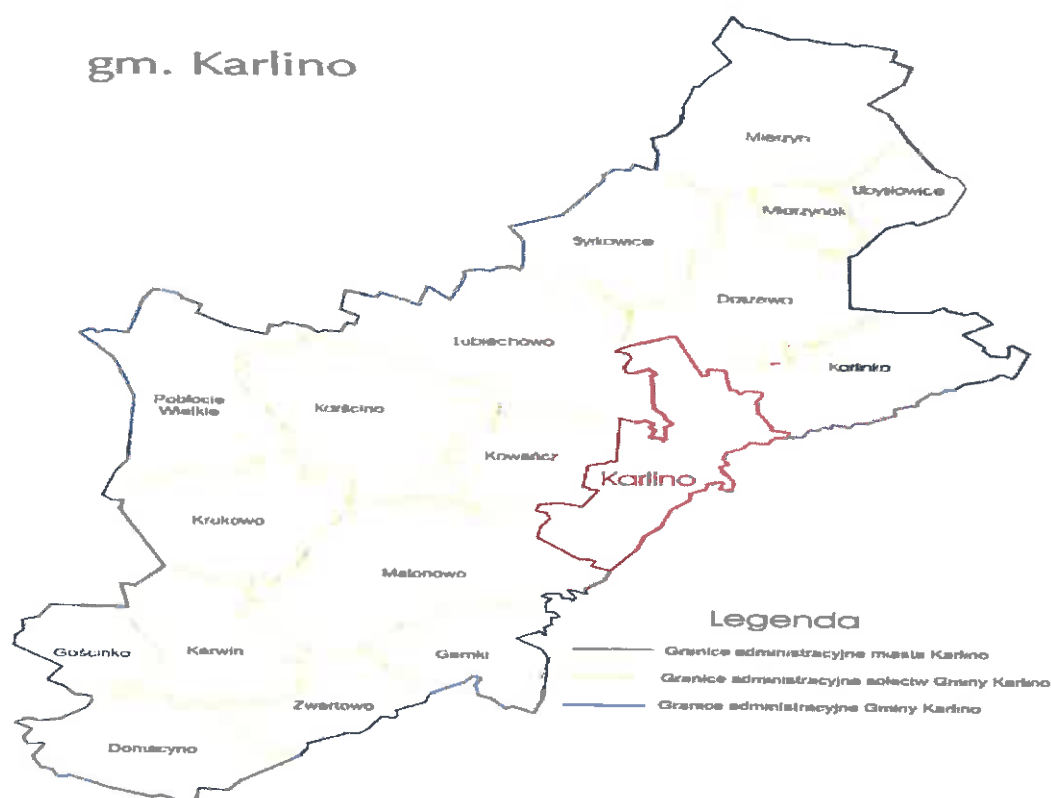 gm. Karlino
Mierzyn
Ubysławice
Mierzynek
Syrkowice
Daszewo
Lubiechowo
Karlinko
Pobłocie
Wielkie
Karścino
Kowańcz
Karlino
Krukowo
Malonowo
Legenda
Gościnko
Karwin
Garnki
Granice administracyjne miasta Karlino
Granice administracyjne sołectw Gminy Karlino
Zwartowo
Granice administracyjne Gminy Karlino
Domacyno